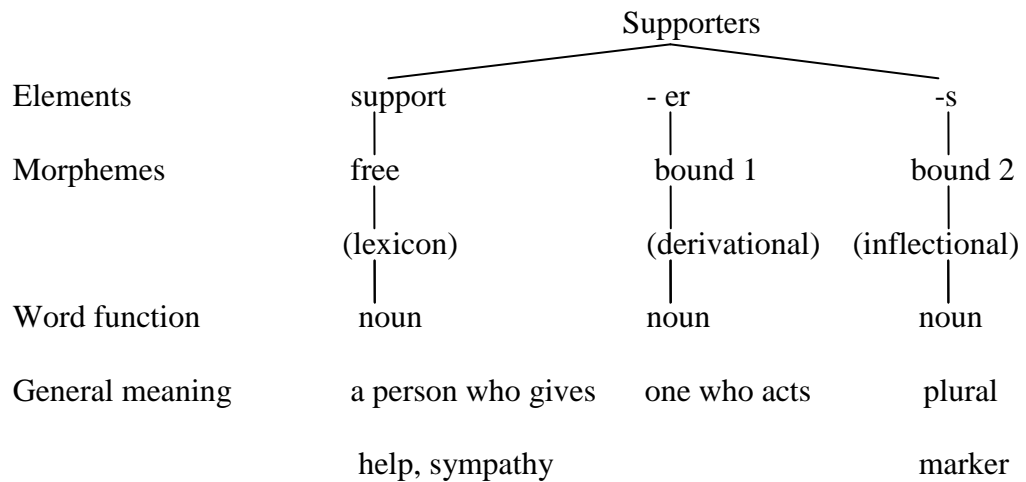 Supporters
Elements support - er -s
Morphemes free bound 1 bound 2
(lexicon) (derivational) (inflectional)
Word function noun noun noun
General meaning a person who gives one who acts plural
help, sympathy marker